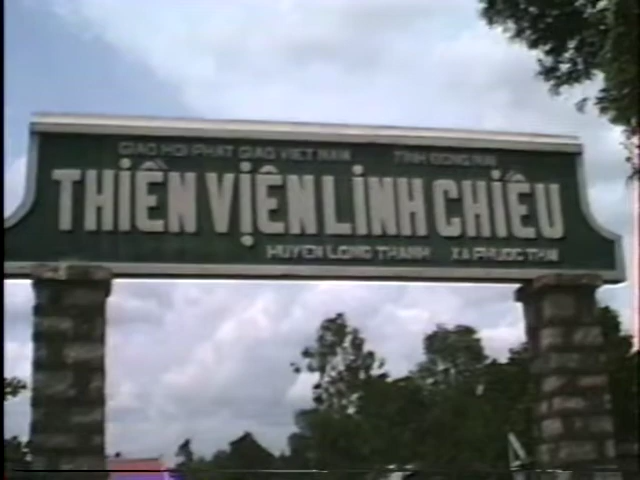 GIÁO HỘI PHẬT GIÁO VIỆT NAM TỈNH ĐỒNG NAI
THIỀN VIỆN LINH CHIẾU
HUYỆN LONG THÀNH XÃ PHƯỚC THÁI